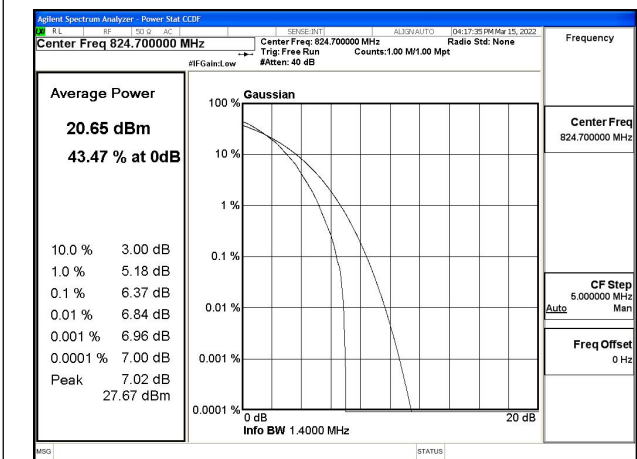 Agilent Spectrum Analyzer - Power Stat CCDF
RL RF 50 Ω AC SENSE:INT ALIGN AUTO 04:17:35 PM Mar 15, 2022
Center Freq 824.700000 MHz Center Freq: 824.700000 MHz Radio Std: None
Trig: Free Run Counts:1.00 M/1.00 Mpt
#IFGain:Low #Atten: 40 dB
Frequency
Average Power
20.65 dBm
43.47 % at 0dB
10.0 % 3.00 dB
1.0 % 5.18 dB
0.1 % 6.37 dB
0.01 % 6.84 dB
0.001 % 6.96 dB
0.0001 % 7.00 dB
Peak 7.02 dB
27.67 dBm
Gaussian
100 %
10 %
1 %
0.1 %
0.01 %
0.001 %
0.0001 %
0 dB 20 dB
Info BW 1.4000 MHz
Center Freq
824.700000 MHz
CF Step
5.000000 MHz
Auto Man
Freq Offset
0 Hz
MSG STATUS